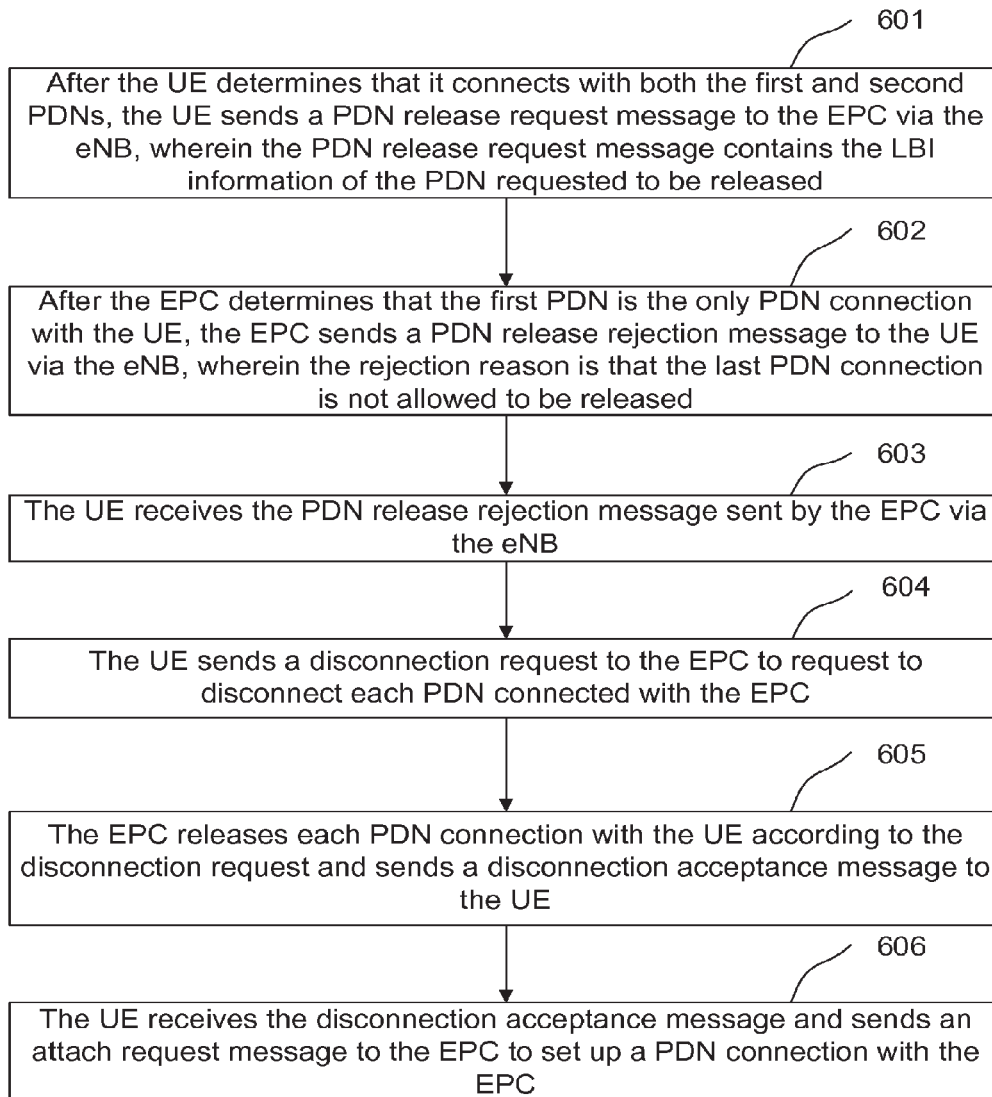 601
After the UE determines that it connects with both the first and second
PDNs, the UE sends a PDN release request message to the EPC via the
eNB, wherein the PDN release request message contains the LBI
information of the PDN requested to be released
602
After the EPC determines that the first PDN is the only PDN connection
with the UE, the EPC sends a PDN release rejection message to the UE
via the eNB, wherein the rejection reason is that the last PDN connection
is not allowed to be released
603
The UE receives the PDN release rejection message sent by the EPC via
the eNB
604
The UE sends a disconnection request to the EPC to request to
disconnect each PDN connected with the EPC
605
The EPC releases each PDN connection with the UE according to the
disconnection request and sends a disconnection acceptance message to
the UE
606
The UE receives the disconnection acceptance message and sends an
attach request message to the EPC to set up a PDN connection with the
EPC